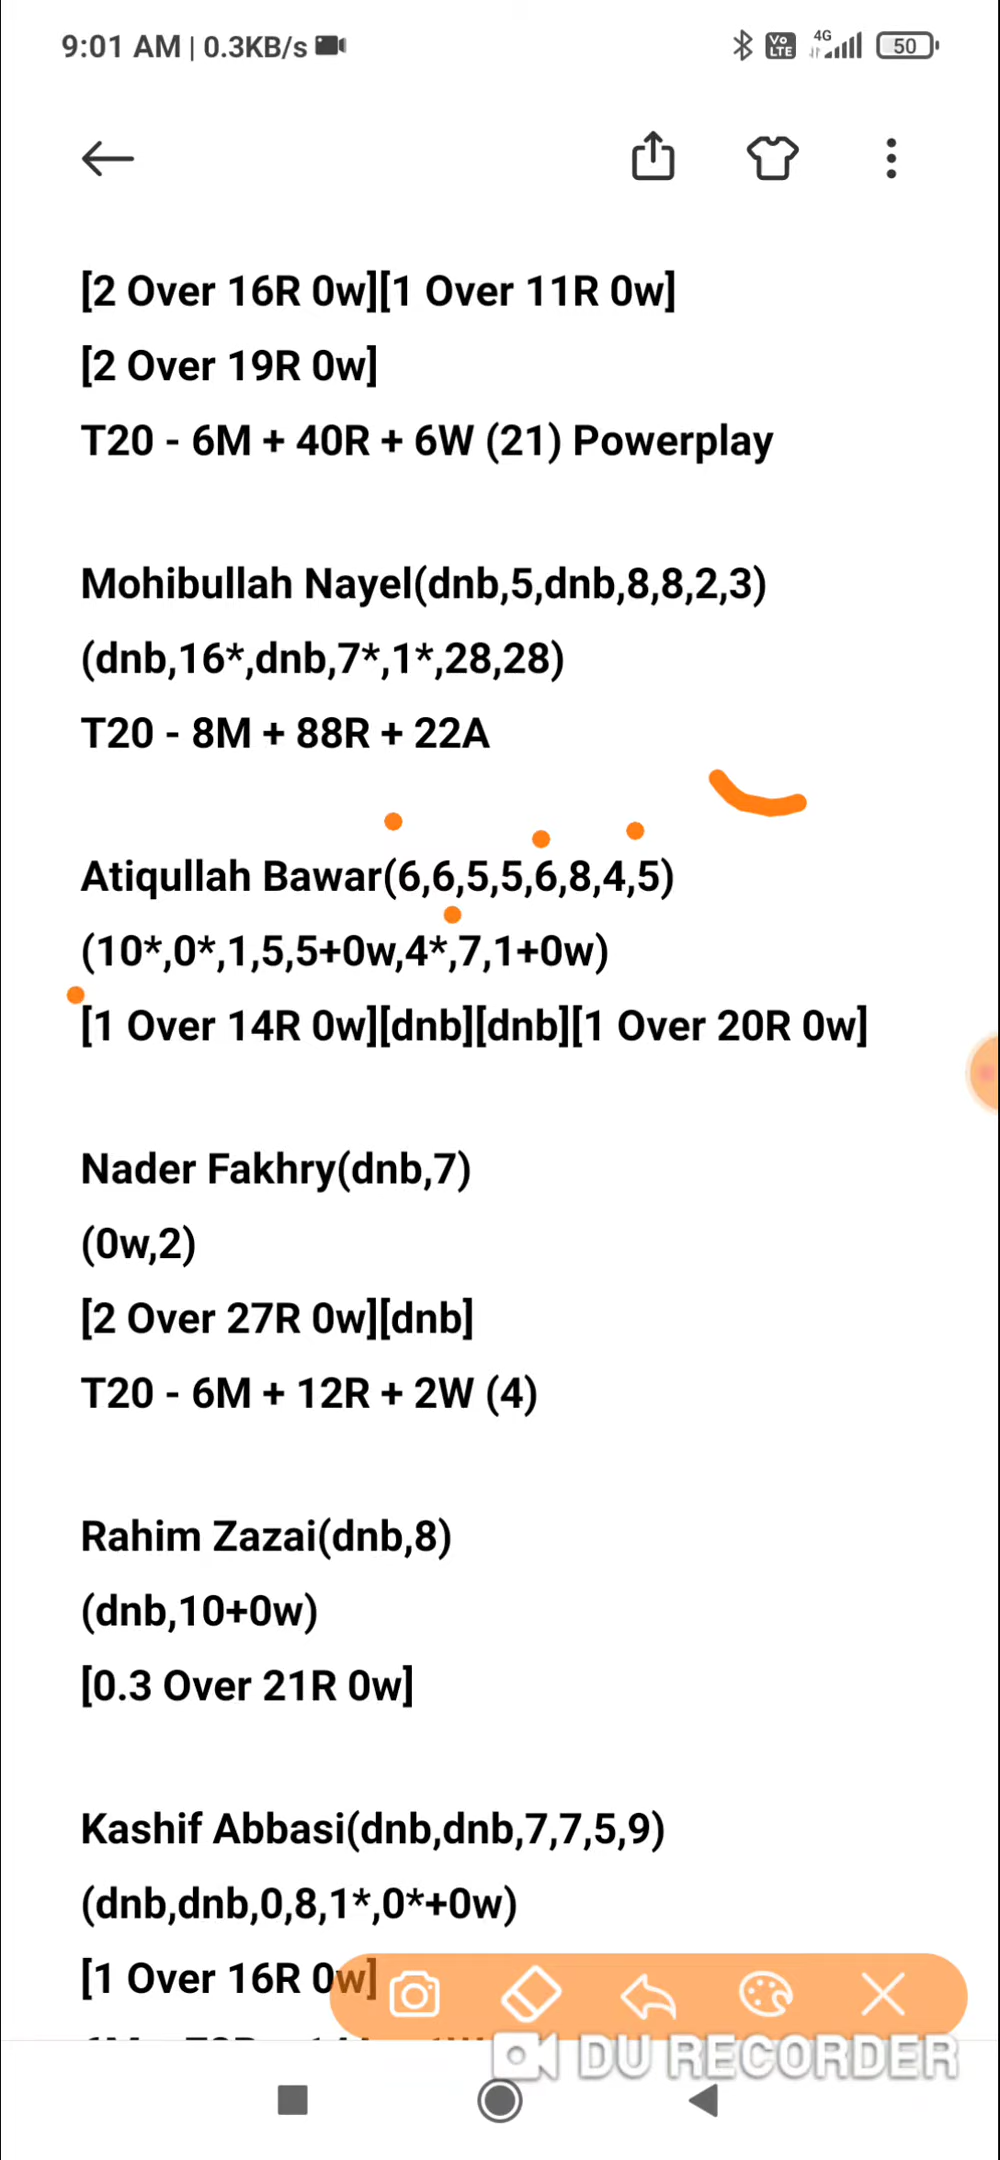 9:01 AM | 0.3KB/s
Vo LTE 4G 50
[2 Over 16R 0w][1 Over 11R 0w]
[2 Over 19R 0w]
T20 - 6M + 40R + 6W (21) Powerplay
Mohibullah Nayel(dnb,5,dnb,8,8,2,3)
(dnb,16*,dnb,7*,1*,28,28)
T20 - 8M + 88R + 22A
Atiqullah Bawar(6,6,5,5,6,8,4,5)
(10*,0*,1,5,5+0w,4*,7,1+0w)
[1 Over 14R 0w][dnb][dnb][1 Over 20R 0w]
Nader Fakhry(dnb,7)
(0w,2)
[2 Over 27R 0w][dnb]
T20 - 6M + 12R + 2W (4)
Rahim Zazai(dnb,8)
(dnb,10+0w)
[0.3 Over 21R 0w]
Kashif Abbasi(dnb,dnb,7,7,5,9)
(dnb,dnb,0,8,1*,0*+0w)
[1 Over 16R 0w]
DU RECORDER